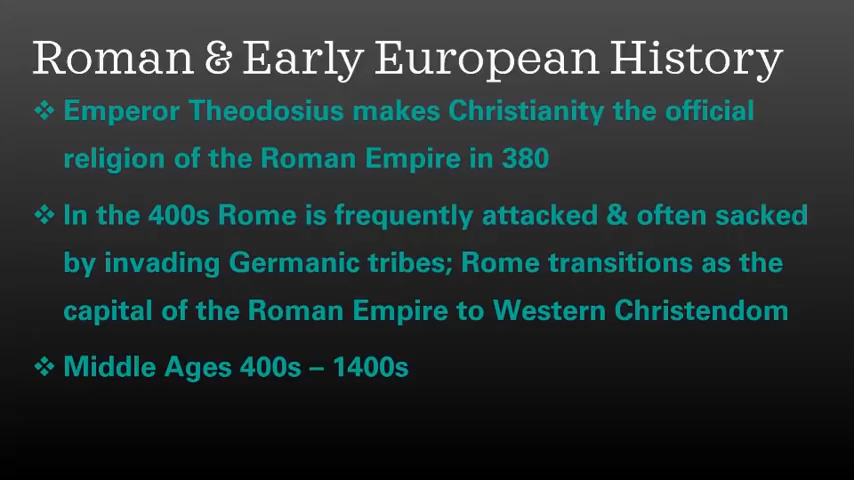 Roman & Early European History
❖ Emperor Theodosius makes Christianity the official
religion of the Roman Empire in 380
❖ In the 400s Rome is frequently attacked & often sacked
by invading Germanic tribes; Rome transitions as the
capital of the Roman Empire to Western Christendom
❖ Middle Ages 400s – 1400s